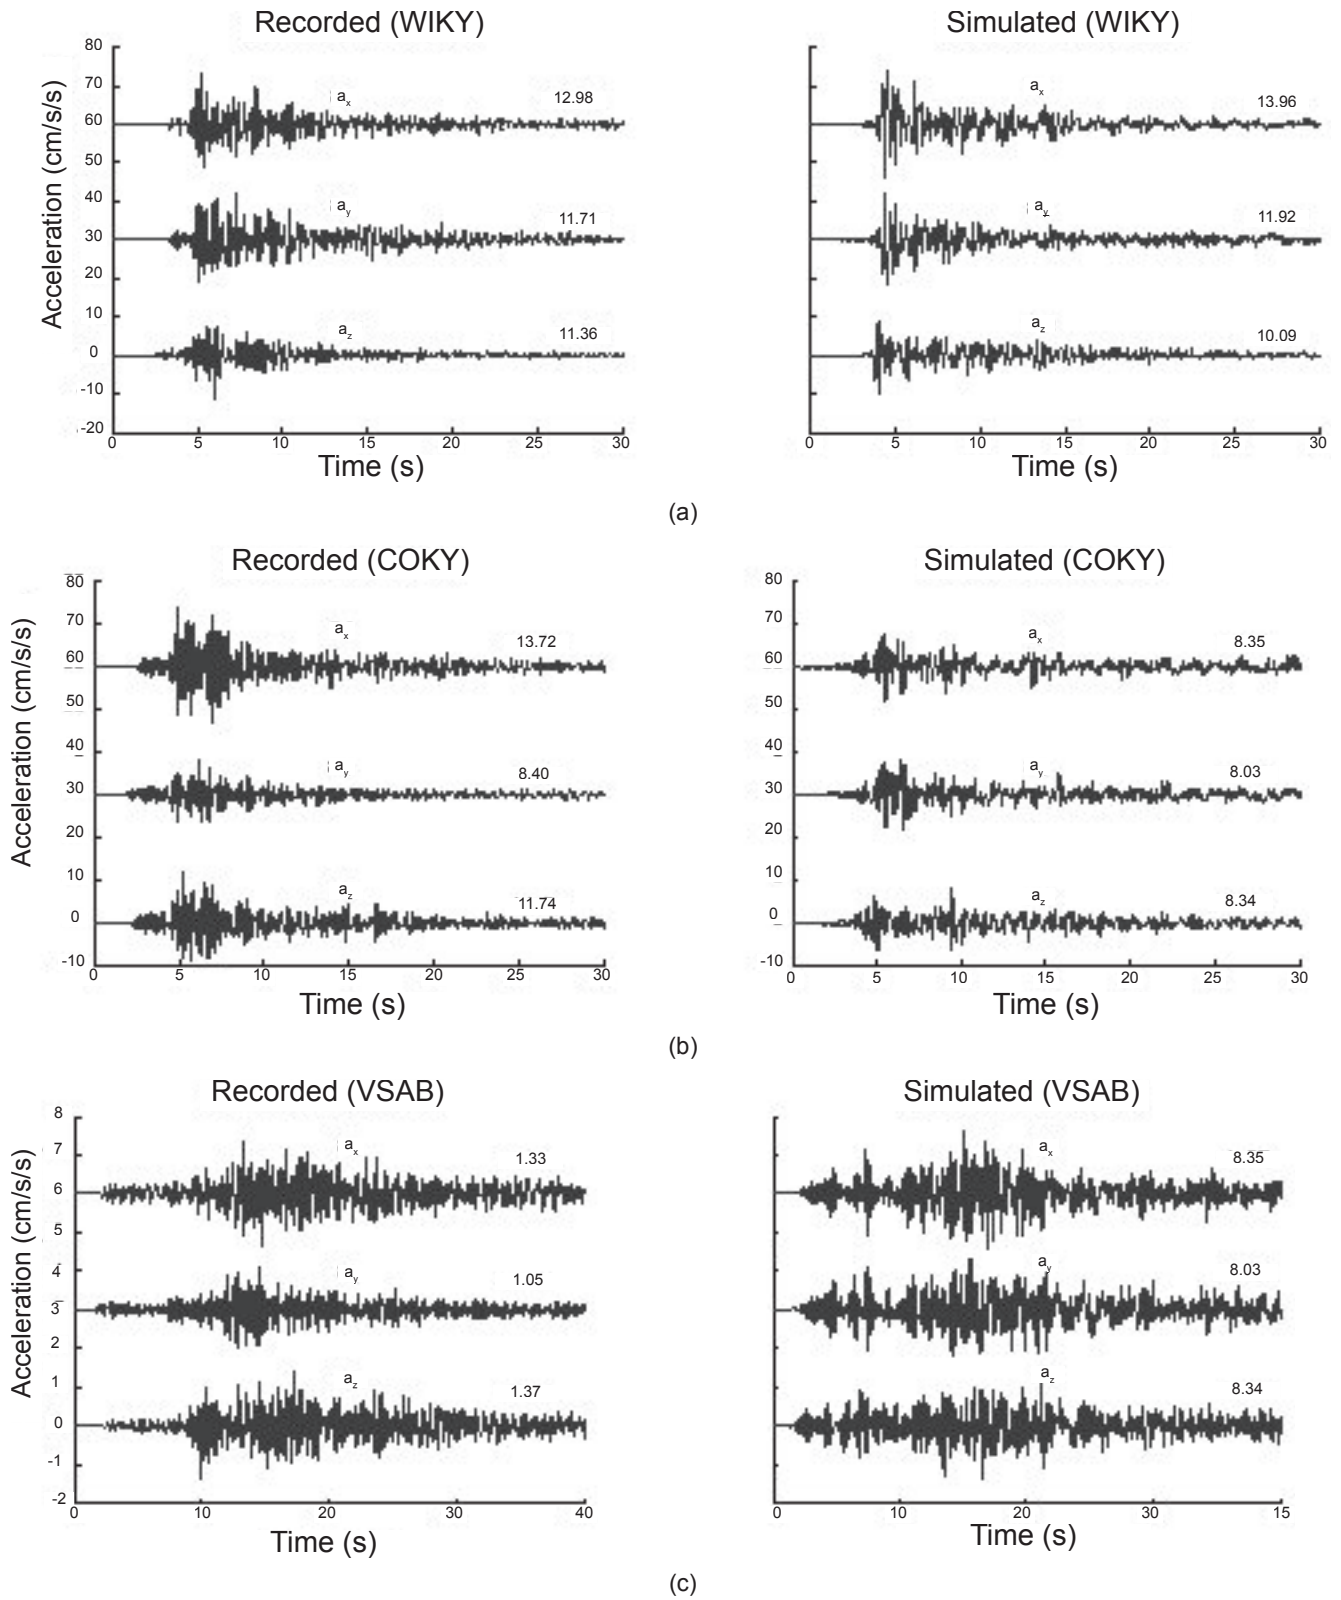 Recorded (WIKY)
Simulated (WIKY)
Acceleration (cm/s/s)
80
70
60
50
40
30
20
10
0
-10
-20
a_x
12.98
a_y
11.71
a_z
11.36
0 5 10 15 20 25 30
Time (s)
a_x
13.96
a_y
11.92
a_z
10.09
0 5 10 15 20 25 30
Time (s)
(a)
Recorded (COKY)
Simulated (COKY)
Acceleration (cm/s/s)
80
70
60
50
40
30
20
10
0
-10
a_x
13.72
a_y
8.40
a_z
11.74
0 5 10 15 20 25 30
Time (s)
80
70
60
50
40
30
20
10
0
-10
a_x
8.35
a_y
8.03
a_z
8.34
0 5 10 15 20 25 30
Time (s)
(b)
Recorded (VSAB)
Simulated (VSAB)
Acceleration (cm/s/s)
8
7
6
5
4
3
2
1
0
-1
-2
a_x
1.33
a_y
1.05
a_z
1.37
0 10 20 30 40
Time (s)
a_x
8.35
a_y
8.03
a_z
8.34
0 10 20 30 15
Time (s)
(c)